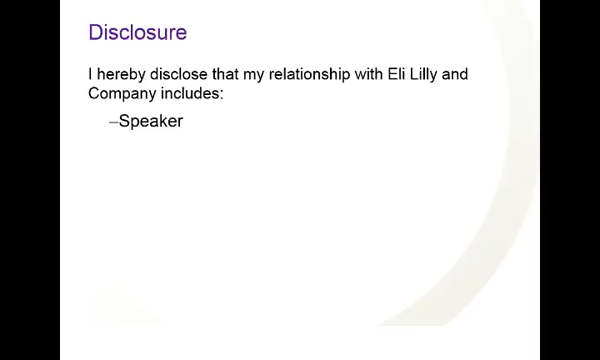 Disclosure
I hereby disclose that my relationship with Eli Lilly and
Company includes:
–Speaker